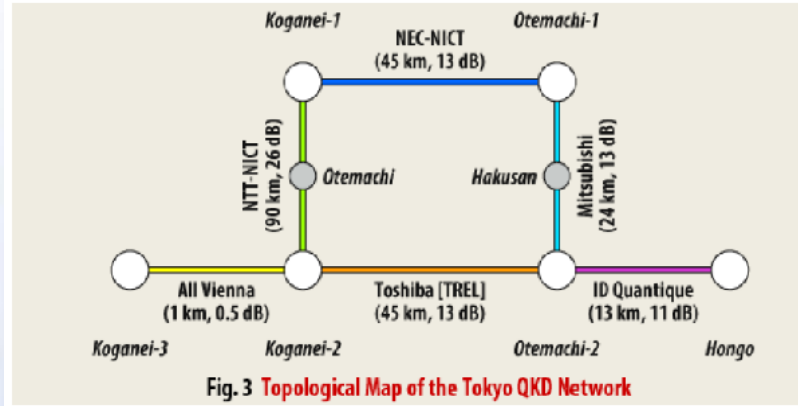 Koganei-1
Otemachi-1
NEC-NICT
(45 km, 13 dB)
NTT-NICT
(90 km, 26 dB)
Otemachi
Hakusan
Mitsubishi
(24 km, 13 dB)
All Vienna
(1 km, 0.5 dB)
Toshiba [TREL]
(45 km, 13 dB)
ID Quantique
(13 km, 11 dB)
Koganei-3
Koganei-2
Otemachi-2
Hongo
Fig. 3 Topological Map of the Tokyo QKD Network